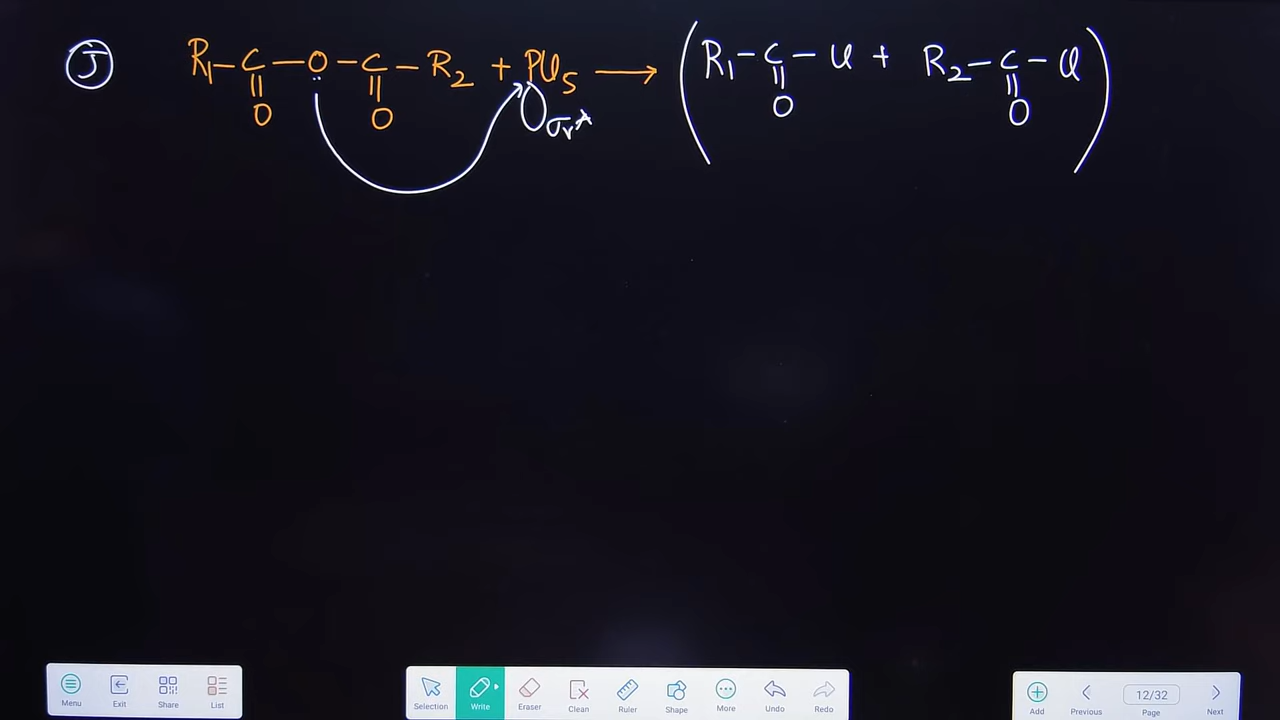 J R₁–C–O–C–R₂ + PCl₅ ⟶ (R₁–C–Cl + R₂–C–Cl)
|| || σᵥ* || ||
O O O O
Menu Exit Share List Selection Write Eraser Clean Ruler Shape More Undo Redo Add Previous 12/32 Page Next